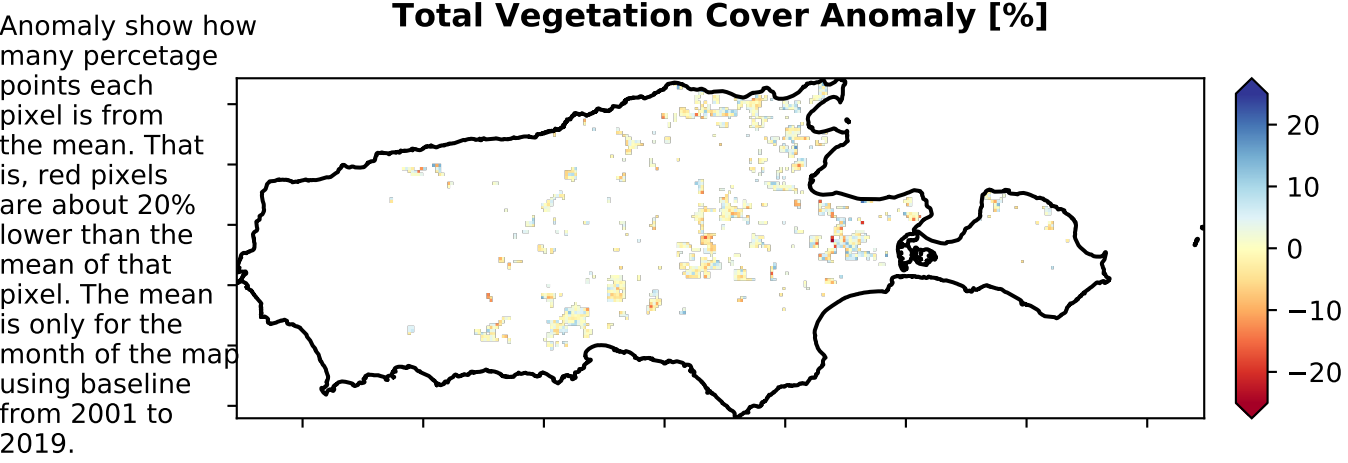 Total Vegetation Cover Anomaly [%]
Anomaly show how
many percetage
points each
pixel is from
the mean. That
is, red pixels
are about 20%
lower than the
mean of that
pixel. The mean
is only for the
month of the map
using baseline
from 2001 to
2019.
20
10
0
−10
−20